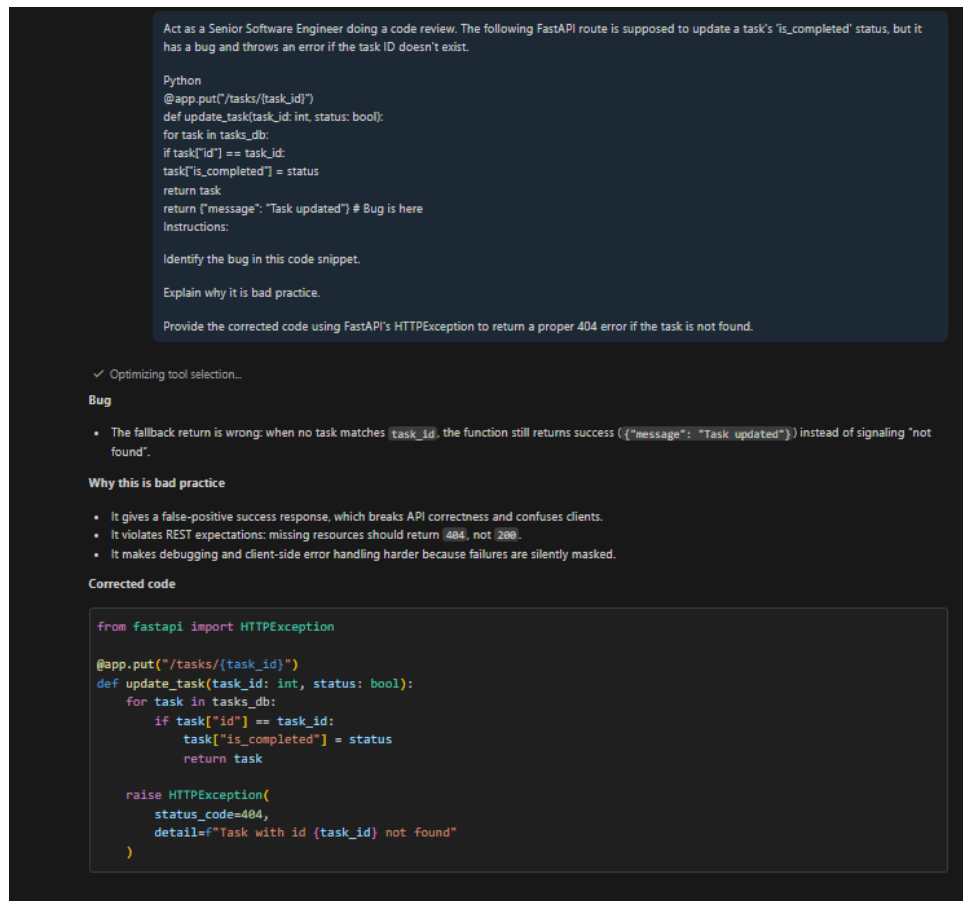 Act as a Senior Software Engineer doing a code review. The following FastAPI route is supposed to update a task's 'is_completed' status, but it
has a bug and throws an error if the task ID doesn't exist.
Python
@app.put("/tasks/{task_id}")
def update_task(task_id: int, status: bool):
for task in tasks_db:
if task["id"] == task_id:
task["is_completed"] = status
return task
return {"message": "Task updated"} # Bug is here
Instructions:
Identify the bug in this code snippet.
Explain why it is bad practice.
Provide the corrected code using FastAPI's HTTPException to return a proper 404 error if the task is not found.
✓ Optimizing tool selection...
Bug
• The fallback return is wrong: when no task matches task_id, the function still returns success ({"message": "Task updated"}) instead of signaling "not
found".
Why this is bad practice
• It gives a false-positive success response, which breaks API correctness and confuses clients.
• It violates REST expectations: missing resources should return 404, not 200.
• It makes debugging and client-side error handling harder because failures are silently masked.
Corrected code
from fastapi import HTTPException
@app.put("/tasks/{task_id}")
def update_task(task_id: int, status: bool):
    for task in tasks_db:
        if task["id"] == task_id:
            task["is_completed"] = status
            return task
    raise HTTPException(
        status_code=404,
        detail=f"Task with id {task_id} not found"
    )